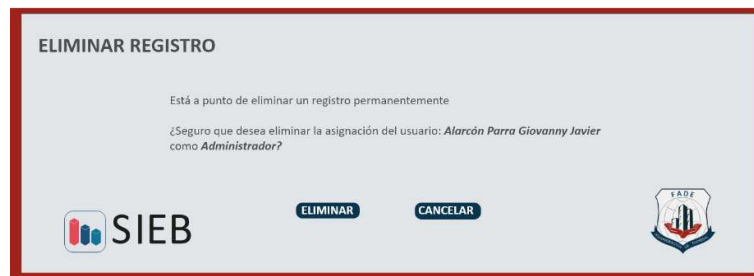 ELIMINAR REGISTRO
Está a punto de eliminar un registro permanentemente
¿Seguro que desea eliminar la asignación del usuario: Alarcón Parra Giovanny Javier
como Administrador?
ELIMINAR
CANCELAR
SIEB
FADE